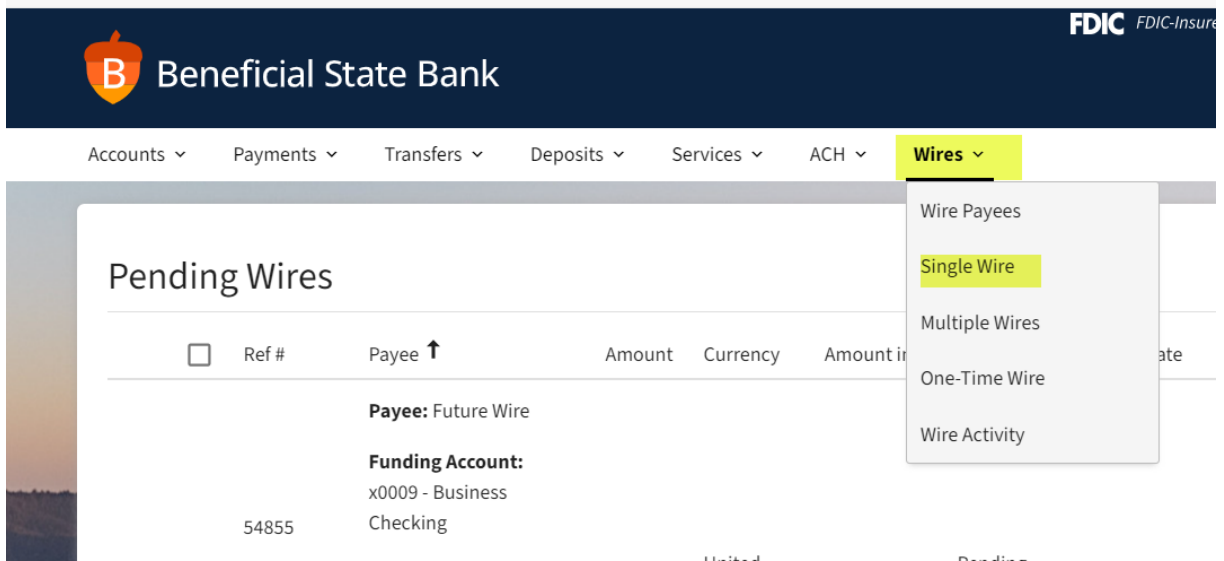 FDIC FDIC-Insure
B Beneficial State Bank
Accounts Payments Transfers Deposits Services ACH Wires
Wire Payees
Single Wire
Multiple Wires
One-Time Wire
Wire Activity
Pending Wires
Ref # Payee Amount Currency Amount i ate
Payee: Future Wire
Funding Account:
x0009 - Business
Checking
54855
United
Pending